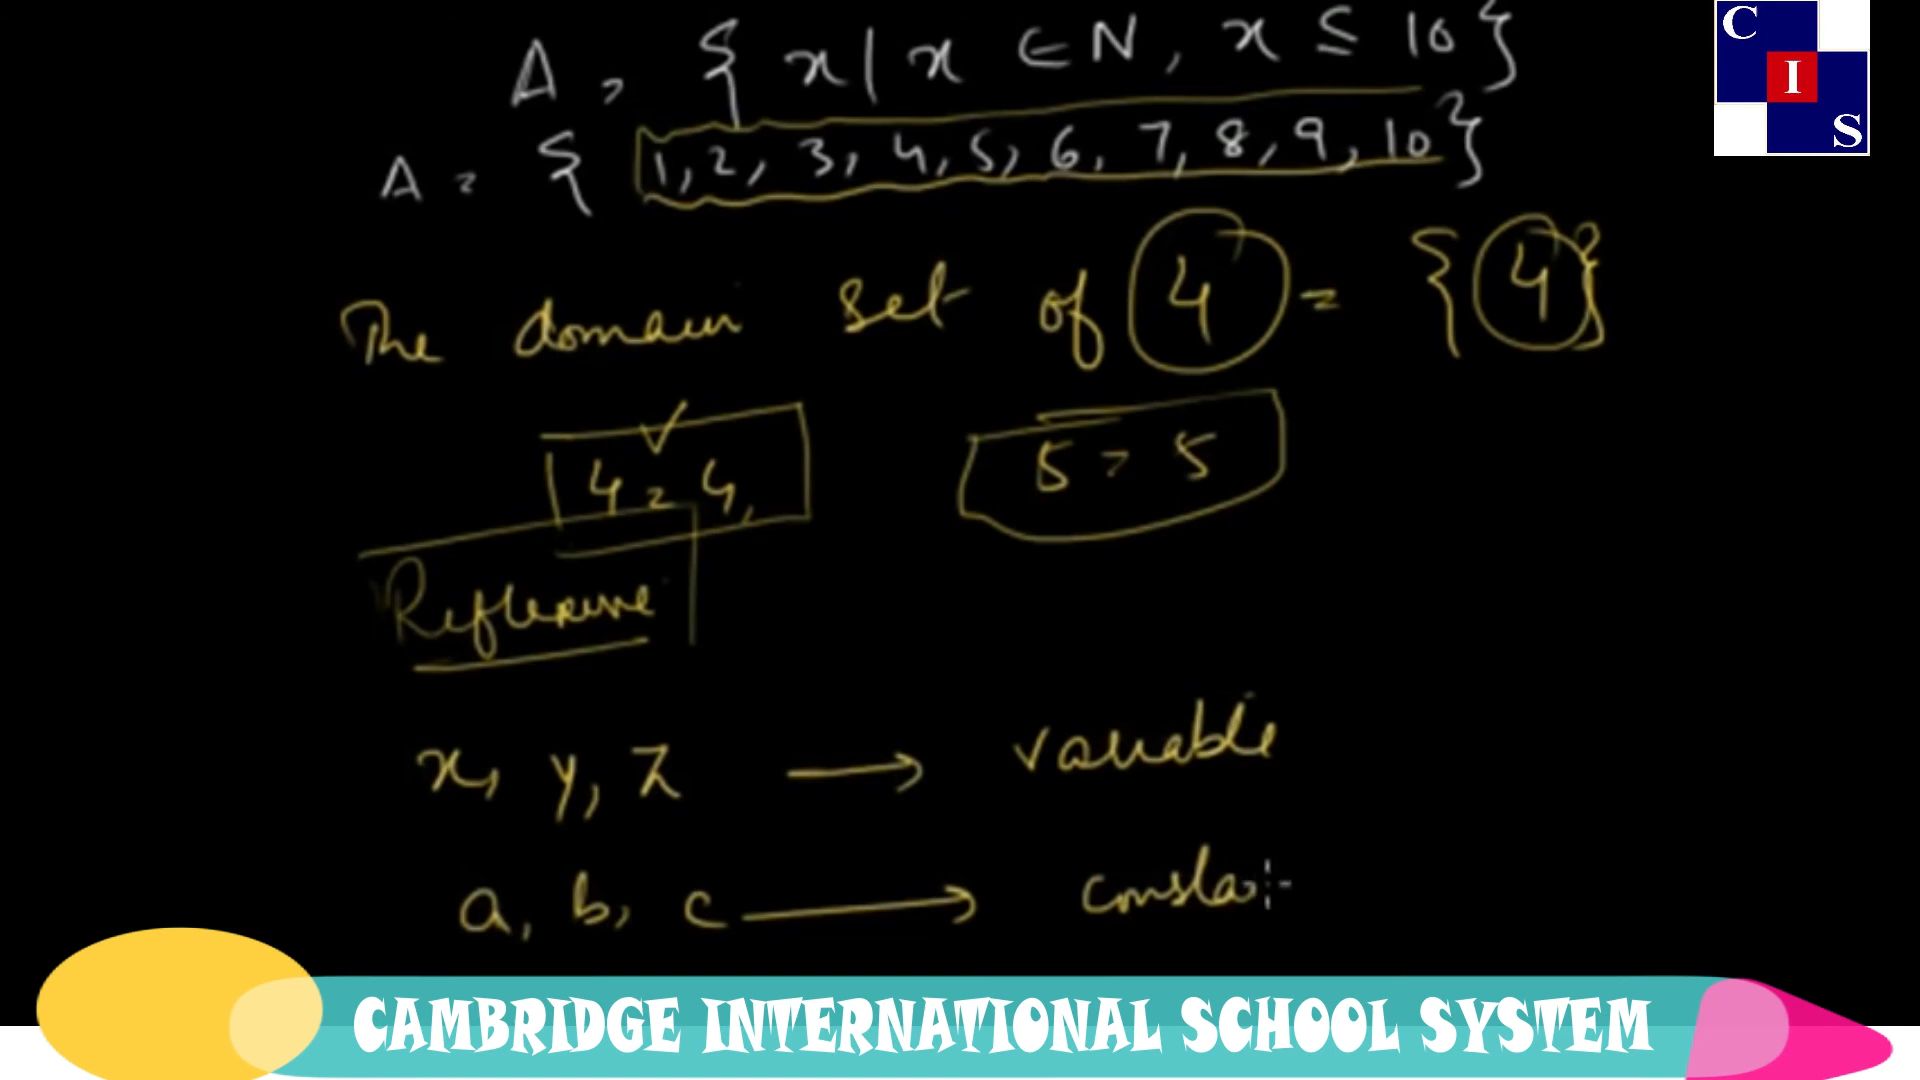 A = { x | x ∈ N, x ≤ 10 }
A = { 1, 2, 3, 4, 5, 6, 7, 8, 9, 10 }
The domain set of 4 = { 4 }
4 = 4, 5 = 5
Reflexive
x, y, z → variable
a, b, c → consta
C
I
S
CAMBRIDGE INTERNATIONAL SCHOOL SYSTEM